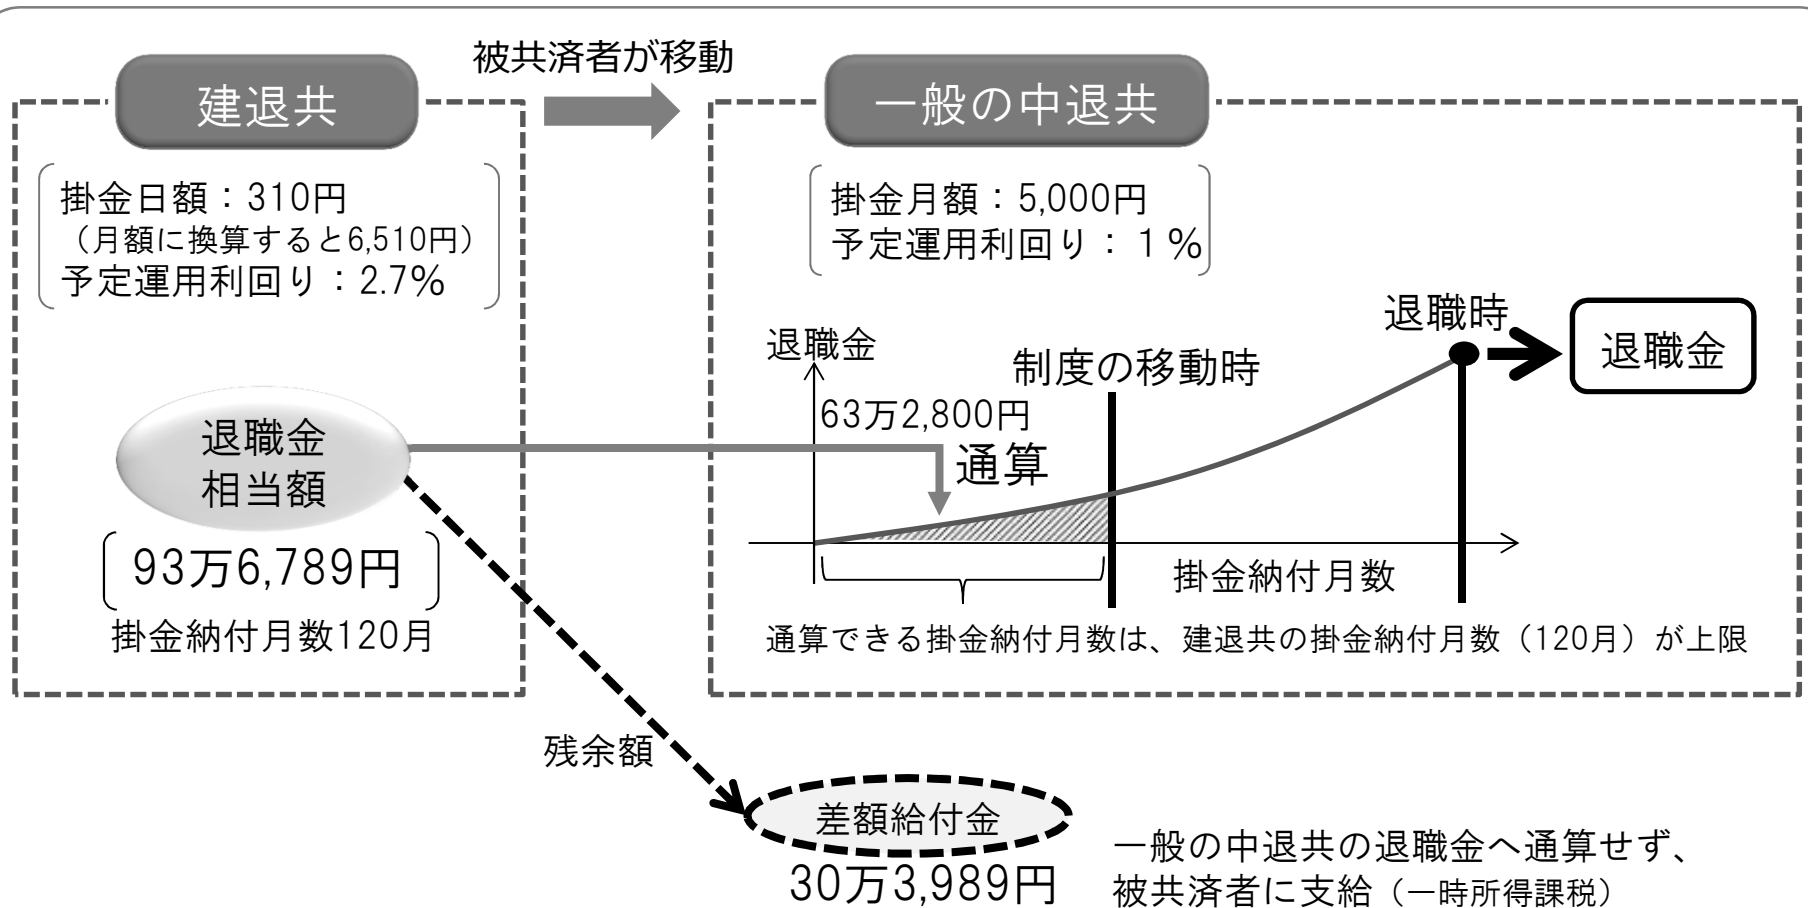 被共済者が移動
建退共
掛金日額：310円
（月額に換算すると6,510円）
予定運用利回り：2.7%
退職金
相当額
93万6,789円
掛金納付月数120月
一般の中退共
掛金月額：5,000円
予定運用利回り：１%
退職金
63万2,800円
通算
制度の移動時
退職時
退職金
掛金納付月数
通算できる掛金納付月数は、建退共の掛金納付月数（120月）が上限
残余額
差額給付金
30万3,989円
一般の中退共の退職金へ通算せず、
被共済者に支給（一時所得課税）